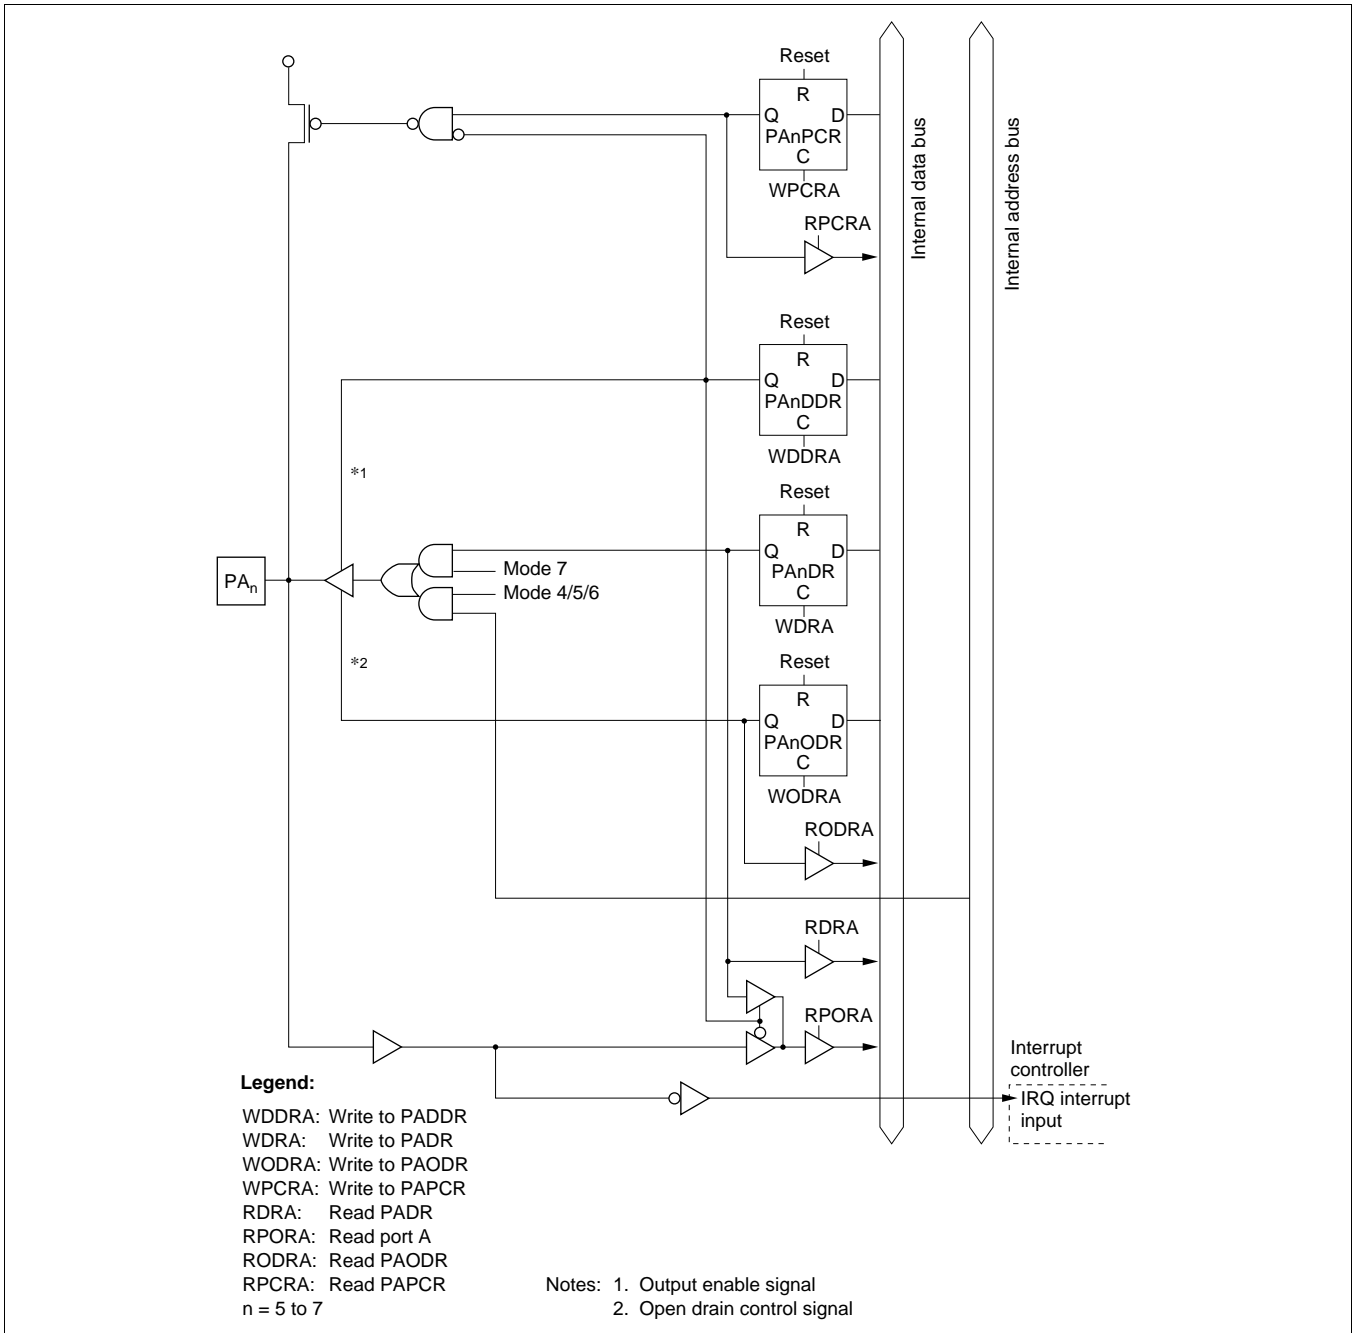 Reset
R
Q D
PAnPCR
C
WPCRA
RPCRA
Internal data bus
Internal address bus
Reset
R
Q D
PAnDDR
C
WDDRA
*1
Reset
R
Q D
PAnDR
C
WDRA
Mode 7
Mode 4/5/6
PAn
*2
Reset
R
Q D
PAnODR
C
WODRA
RODRA
RDRA
RPORA
Interrupt
controller
IRQ interrupt
input
Legend:
WDDRA: Write to PADDR
WDRA: Write to PADR
WODRA: Write to PAODR
WPCRA: Write to PAPCR
RDRA: Read PADR
RPORA: Read port A
RODRA: Read PAODR
RPCRA: Read PAPCR
n = 5 to 7
Notes: 1. Output enable signal
2. Open drain control signal